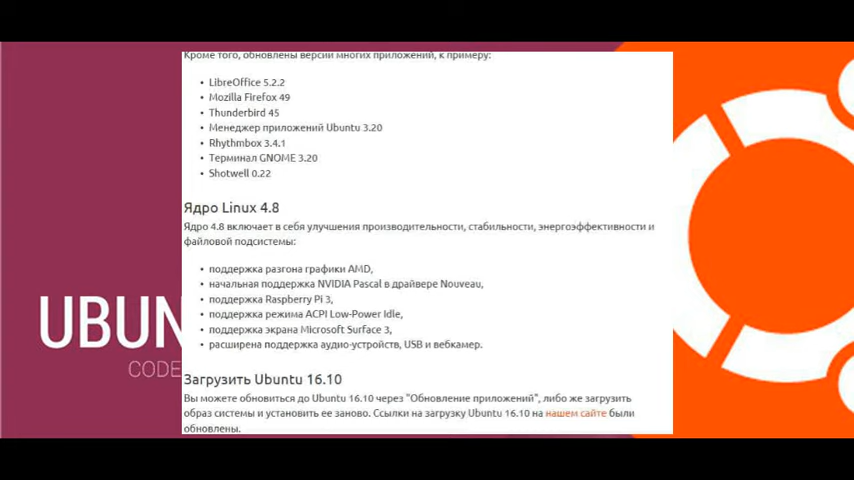 Кроме того, обновлены версии многих приложений, к примеру:
• LibreOffice 5.2.2
• Mozilla Firefox 49
• Thunderbird 45
• Менеджер приложений Ubuntu 3.20
• Rhythmbox 3.4.1
• Терминал GNOME 3.20
• Shotwell 0.22
Ядро Linux 4.8
Ядро 4.8 включает в себя улучшения производительности, стабильности, энергоэффективности и
файловой подсистемы:
• поддержка разгона графики AMD,
• начальная поддержка NVIDIA Pascal в драйвере Nouveau,
• поддержка Raspberry Pi 3,
• поддержка режима ACPI Low-Power Idle,
• поддержка экрана Microsoft Surface 3,
• расширена поддержка аудио-устройств, USB и вебкамер.
UBUN
CODE
Загрузить Ubuntu 16.10
Вы можете обновиться до Ubuntu 16.10 через "Обновление приложений", либо же загрузить
образ системы и установить ее заново. Ссылки на загрузку Ubuntu 16.10 на нашем сайте были
обновлены.